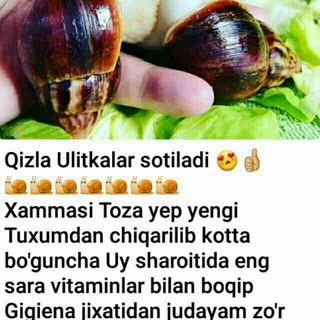 Qizla Ulitkalar sotiladi 😍👍
🐌🐌🐌🐌🐌🐌🐌
Xammasi Toza yep yengi
Tuxumdan chiqarilib kotta
bo'guncha Uy sharoitida eng
sara vitaminlar bilan boqip
Gigiena jixatidan judayam zo'r